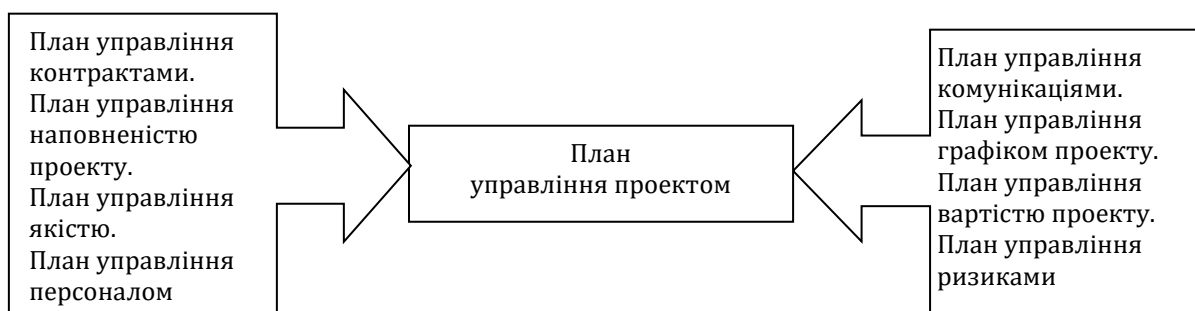 План управління
контрактами.
План управління
наповненістю
проекту.
План управління
якістю.
План управління
персоналом
План
управління проектом
План управління
комунікаціями.
План управління
графіком проекту.
План управління
вартістю проекту.
План управління
ризиками